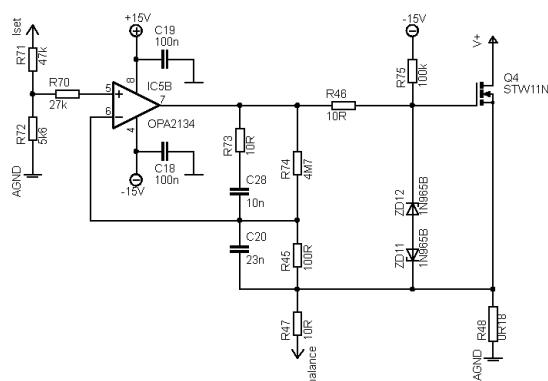 Iset
R71
47k
R72
5k6
AGND
R70
27k
+15V
C19
100n
8
5
6
7
4
IC5B
OPA2134
C18
100n
-15V
R73
10R
C28
10n
C20
23n
R74
4M7
R45
100R
R47
10R
balance
R46
10R
-15V
R75
100k
ZD12
1N965B
ZD11
1N965B
V+
Q4
STW11N
R48
0R18
AGND